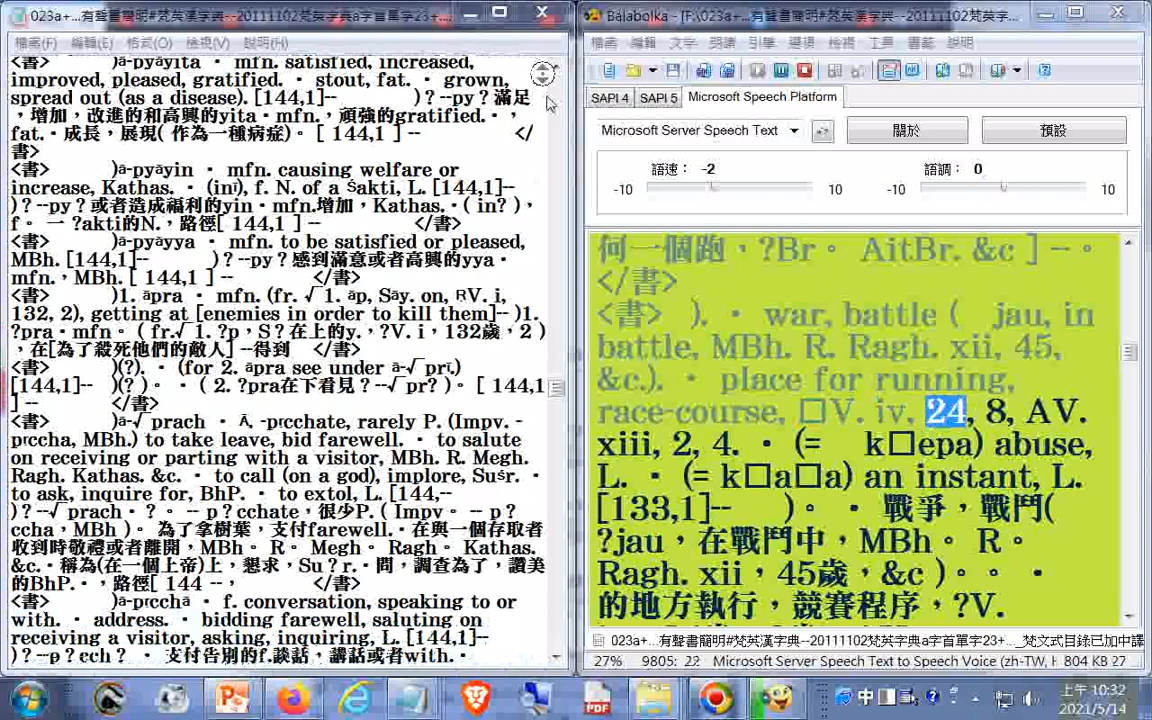 023a+...有聲書簡明#梵英漢字典--20111102梵英字典a字首單字23+...
檔案(F) 編輯(E) 格式(O) 檢視(V) 說明(H)
<書> )ā-pyāyita • mfn. satisfied, increased,
improved, pleased, gratified. • stout, fat. • grown,
spread out (as a disease). [144,1]-- )? --py?滿足
，增加，改進的和高興的yita • mfn.，頑強的gratified. • ，
fat. • 成長，展現( 作為一種病症)。[ 144,1 ] -- </
書>
<書> )ā-pyāyin • mfn. causing welfare or
increase, Kathas. • (inī), f. N. of a Śakti, L. [144,1]--
)? --py?或者造成福利的yin • mfn.增加，Kathas. • ( in? )，
f。一 ?akti的N.，路徑[ 144,1 ] -- </書>
<書> )ā-pyāyya • mfn. to be satisfied or pleased,
MBh. [144,1]-- )? --py?感到滿意或者高興的yya •
mfn.，MBh. [ 144,1 ] -- </書>
<書> )1. āpra • mfn. (fr. √1. āp, Sāy. on, ṚV. i,
132, 2), getting at [enemies in order to kill them]-- )1.
?pra • mfn。( fr.√1. ?p，S?在上的y.，?V. i，132歲，2 )
，在[為了殺死他們的敵人] --得到 </書>
<書> )(?). • (for 2. āpra see under ā-√prī.)
[144,1]-- )(? )。• ( 2. ?pra在下看見? --√pr? )。[ 144,1
] -- </書>
<書> )ā-√prach • Ā. -pṛcchate, rarely P. (Impv. -
pṛccha, MBh.) to take leave, bid farewell. • to salute
on receiving or parting with a visitor, MBh. R. Megh.
Ragh. Kathas. &c. • to call (on a god), implore, Suśr. •
to ask, inquire for, BhP. • to extol, L. [144,--
)? --√prach • ?。-- p?cchate，很少P. ( Impv。-- p?
ccha，MBh )。為了拿樹葉，支付farewell. • 在與一個存取者
收到時敬禮或者離開，MBh。R。Megh。Ragh。Kathas.
&c. • 稱為(在一個上帝)上，懇求，Su?r. • 問，調查為了，讚美
的BhP. •，路徑[ 144 --， </書>
<書> )ā-pṛcchā • f. conversation, speaking to or
with. • address. • bidding farewell, saluting on
receiving a visitor, asking, inquiring, L. [144,1]--
)? --p?cch? • 支付告別的f.談話，講話或者with. •
Balabolka - [F:\023a+...有聲書簡明#梵英漢字典--20111102梵英字...
檔案 編輯 文字 朗讀 引擎 選項 檢視 工具 書籤 說明
SAPI 4 SAPI 5 Microsoft Speech Platform
Microsoft Server Speech Text 關於 預設
語速： -2 語調： 0
-10 10 -10 10
何一個跑，?Br。 AitBr. &c ] --。
</書>
<書> ). • war, battle ( jau, in
battle, MBh. R. Ragh. xii, 45,
&c.). • place for running,
race-course, □V. iv, 24, 8, AV.
xiii, 2, 4. • (= k□epa) abuse,
L. • (= k□a□a) an instant, L.
[133,1]-- )。 • 戰爭，戰鬥(
?jau，在戰鬥中，MBh。R。
Ragh. xii，45歲，&c )。。 •
的地方執行，競賽程序，?V.
023a+...有聲書簡明#梵英漢字典--20111102梵英字典a字首單字23+..._梵文式目錄已加中譯
27% 9805: 23 Microsoft Server Speech Text to Speech Voice (zh-TW, H 804 KB 27
中
上午 10:32
2021/5/14